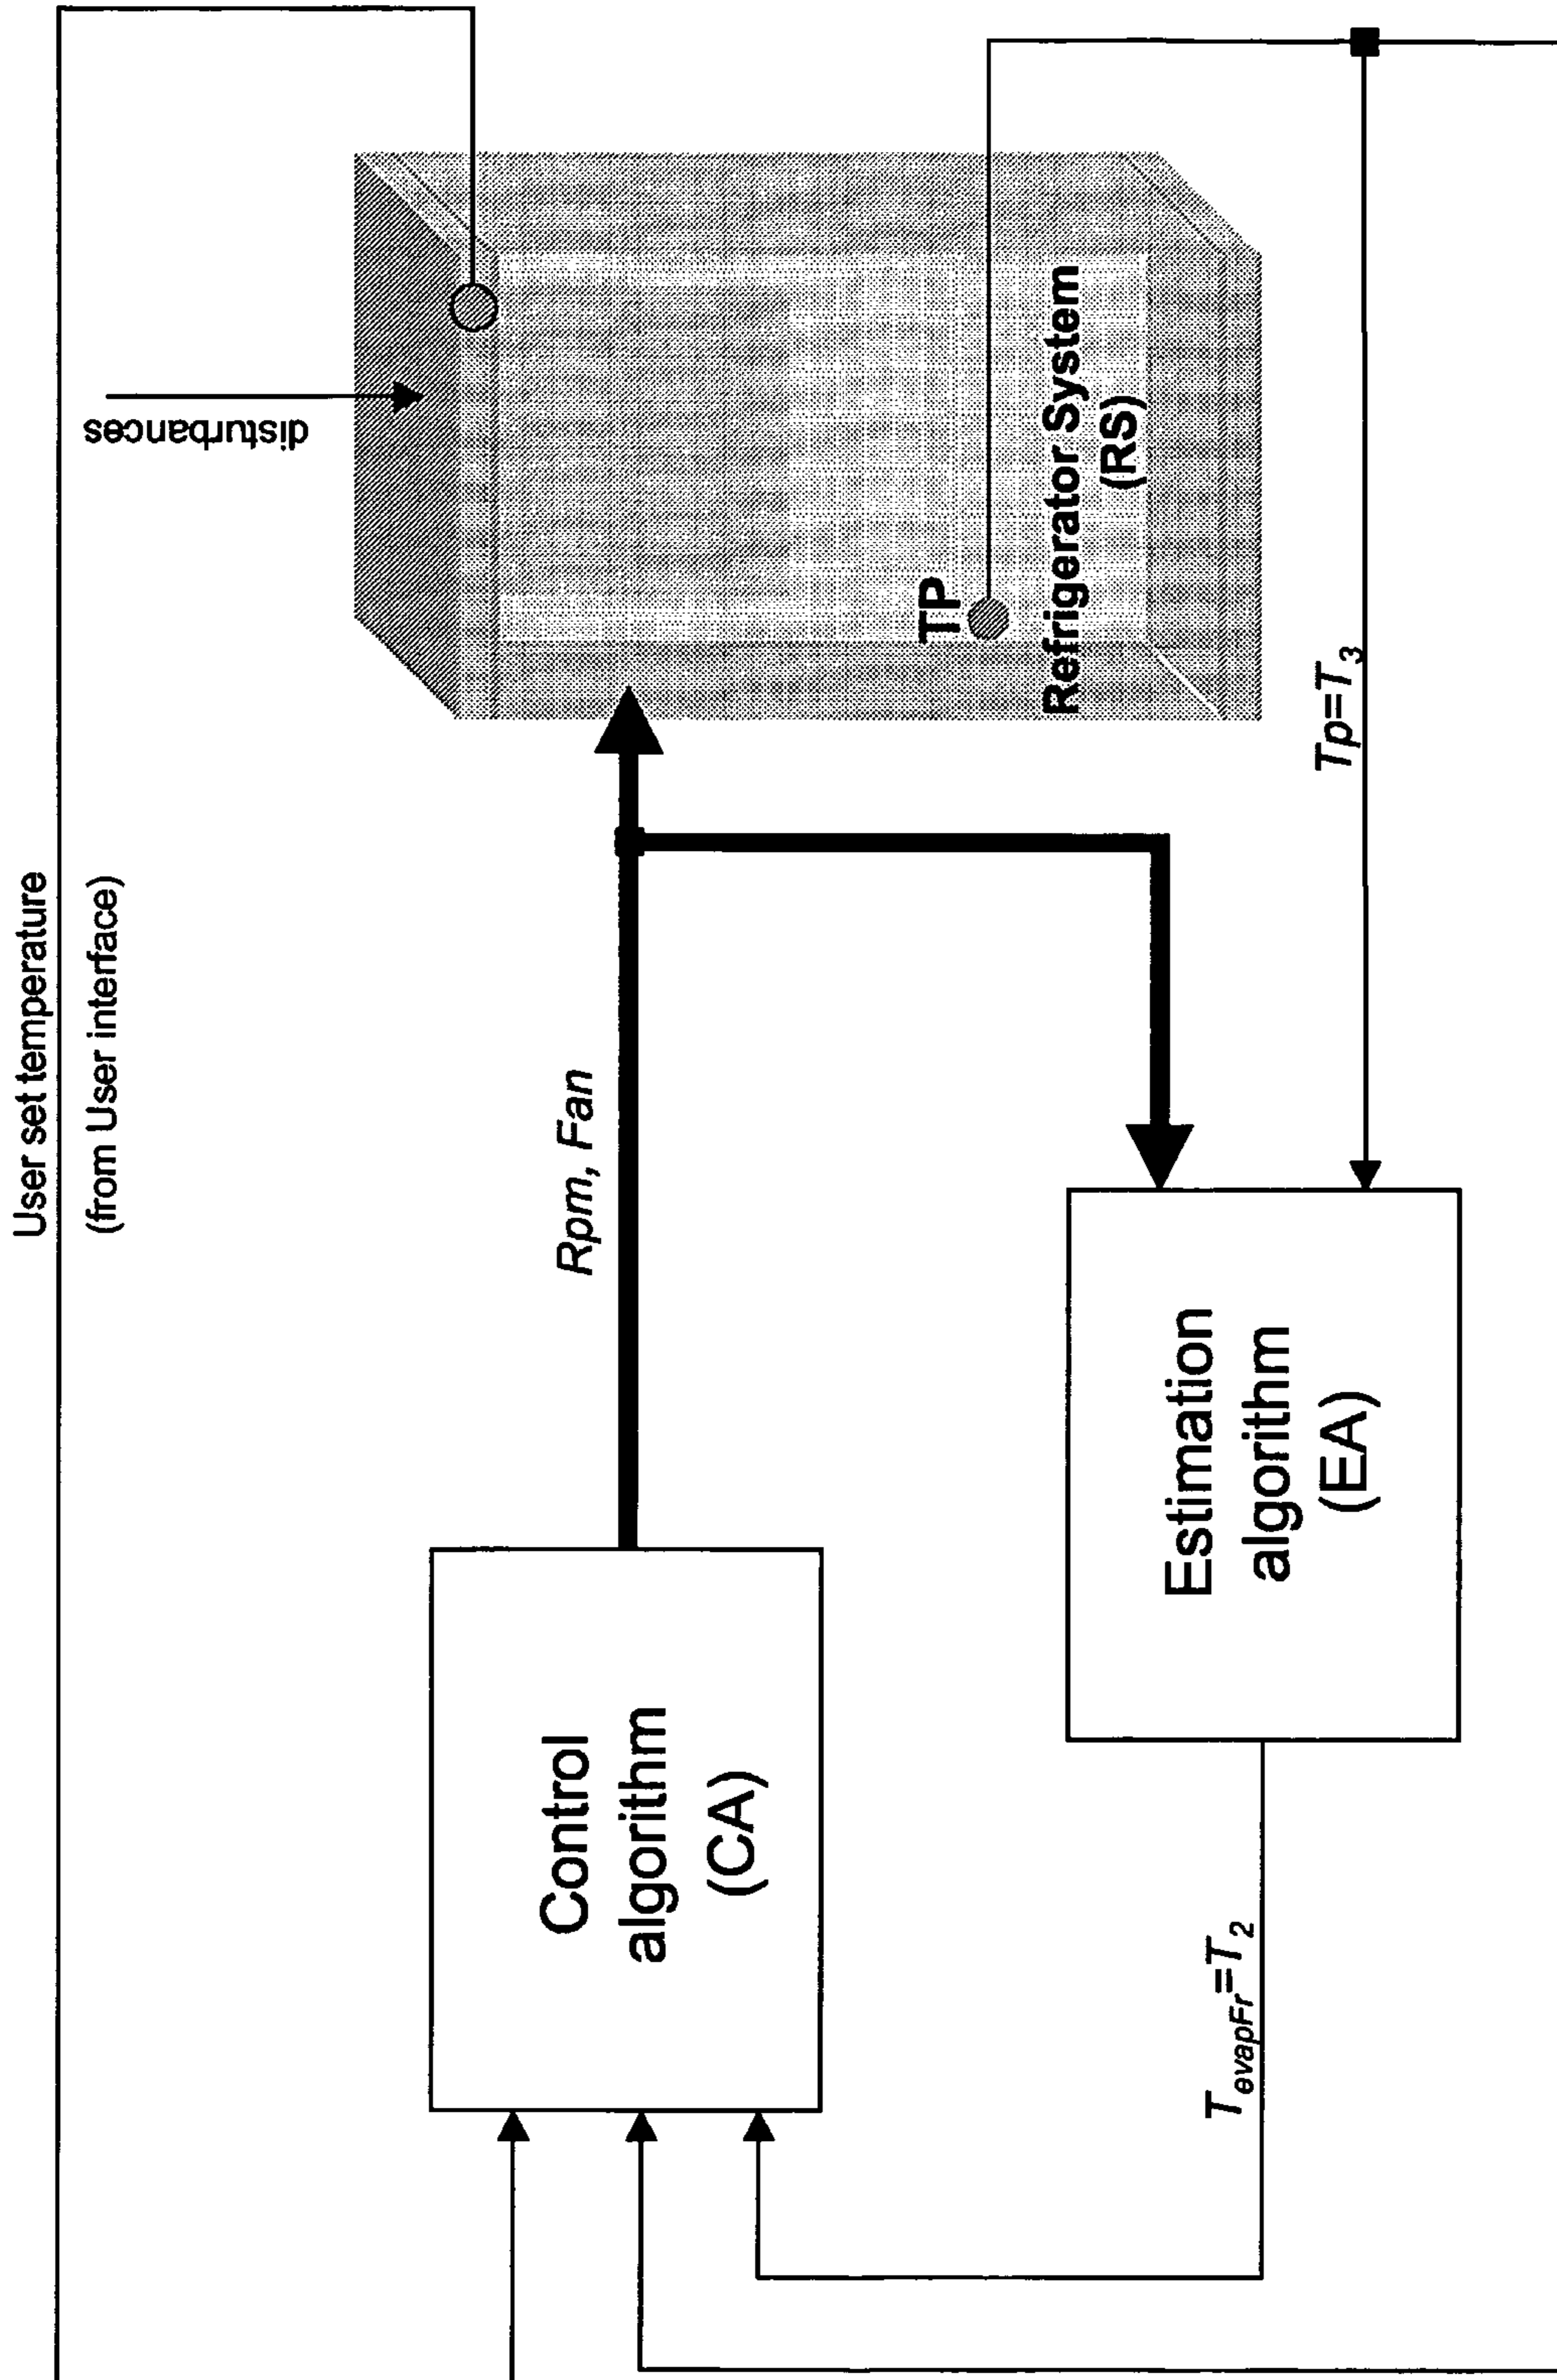 User set temperature
(from User interface)
disturbances
Rpm, Fan
TP
Refrigerator System
(RS)
Control
algorithm
(CA)
Tp=T3
Estimation
algorithm
(EA)
TevapFr=T2